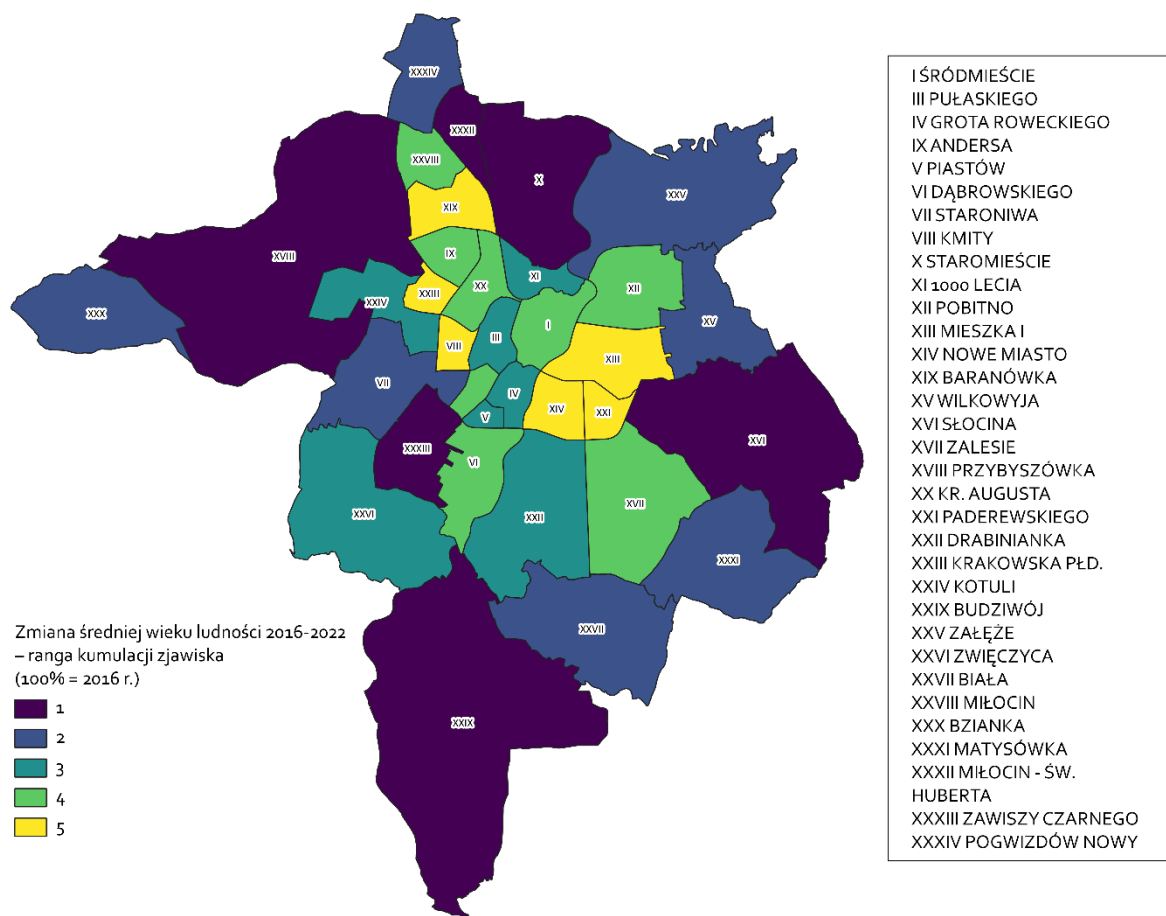 XXXIV
XXXII
XXVIII
X
XXV
XIX
IX
XVIII
XI
XX
XII
XXIII
XXIV
XXX
I
XV
III
VIII
XIII
VII
IV
XIV
XXI
V
XVI
XXXIII
VI
XXII
XVII
XXVI
XXXI
XXVII
XXIX
Zmiana średniej wieku ludności 2016-2022
– ranga kumulacji zjawiska
(100% = 2016 r.)
1
2
3
4
5
I ŚRÓDMIEŚCIE
III PUŁASKIEGO
IV GROTA ROWECKIEGO
IX ANDERSA
V PIASTÓW
VI DĄBROWSKIEGO
VII STARONIWA
VIII KMITY
X STAROMIEŚCIE
XI 1000 LECIA
XII POBITNO
XIII MIESZKA I
XIV NOWE MIASTO
XIX BARANÓWKA
XV WILKOWYJA
XVI SŁOCINA
XVII ZALESIE
XVIII PRZYBYSZÓWKA
XX KR. AUGUSTA
XXI PADEREWSKIEGO
XXII DRABINIANKA
XXIII KRAKOWSKA PŁD.
XXIV KOTULI
XXIX BUDZIWÓJ
XXV ZAŁĘŻE
XXVI ZWIĘCZYCA
XXVII BIAŁA
XXVIII MIŁOCIN
XXX BZIANKA
XXXI MATYSÓWKA
XXXII MIŁOCIN - ŚW.
HUBERTA
XXXIII ZAWISZY CZARNEGO
XXXIV POGWIZDÓW NOWY